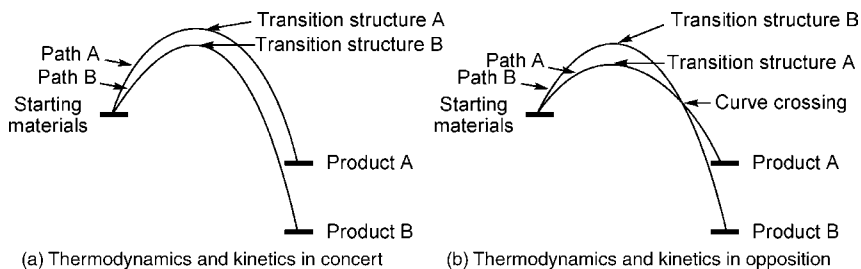 Transition structure A
Transition structure B
Path A
Path B
Starting
materials
Product A
Product B
(a) Thermodynamics and kinetics in concert
Transition structure B
Path A
Transition structure A
Path B
Curve crossing
Starting
materials
Product A
Product B
(b) Thermodynamics and kinetics in opposition